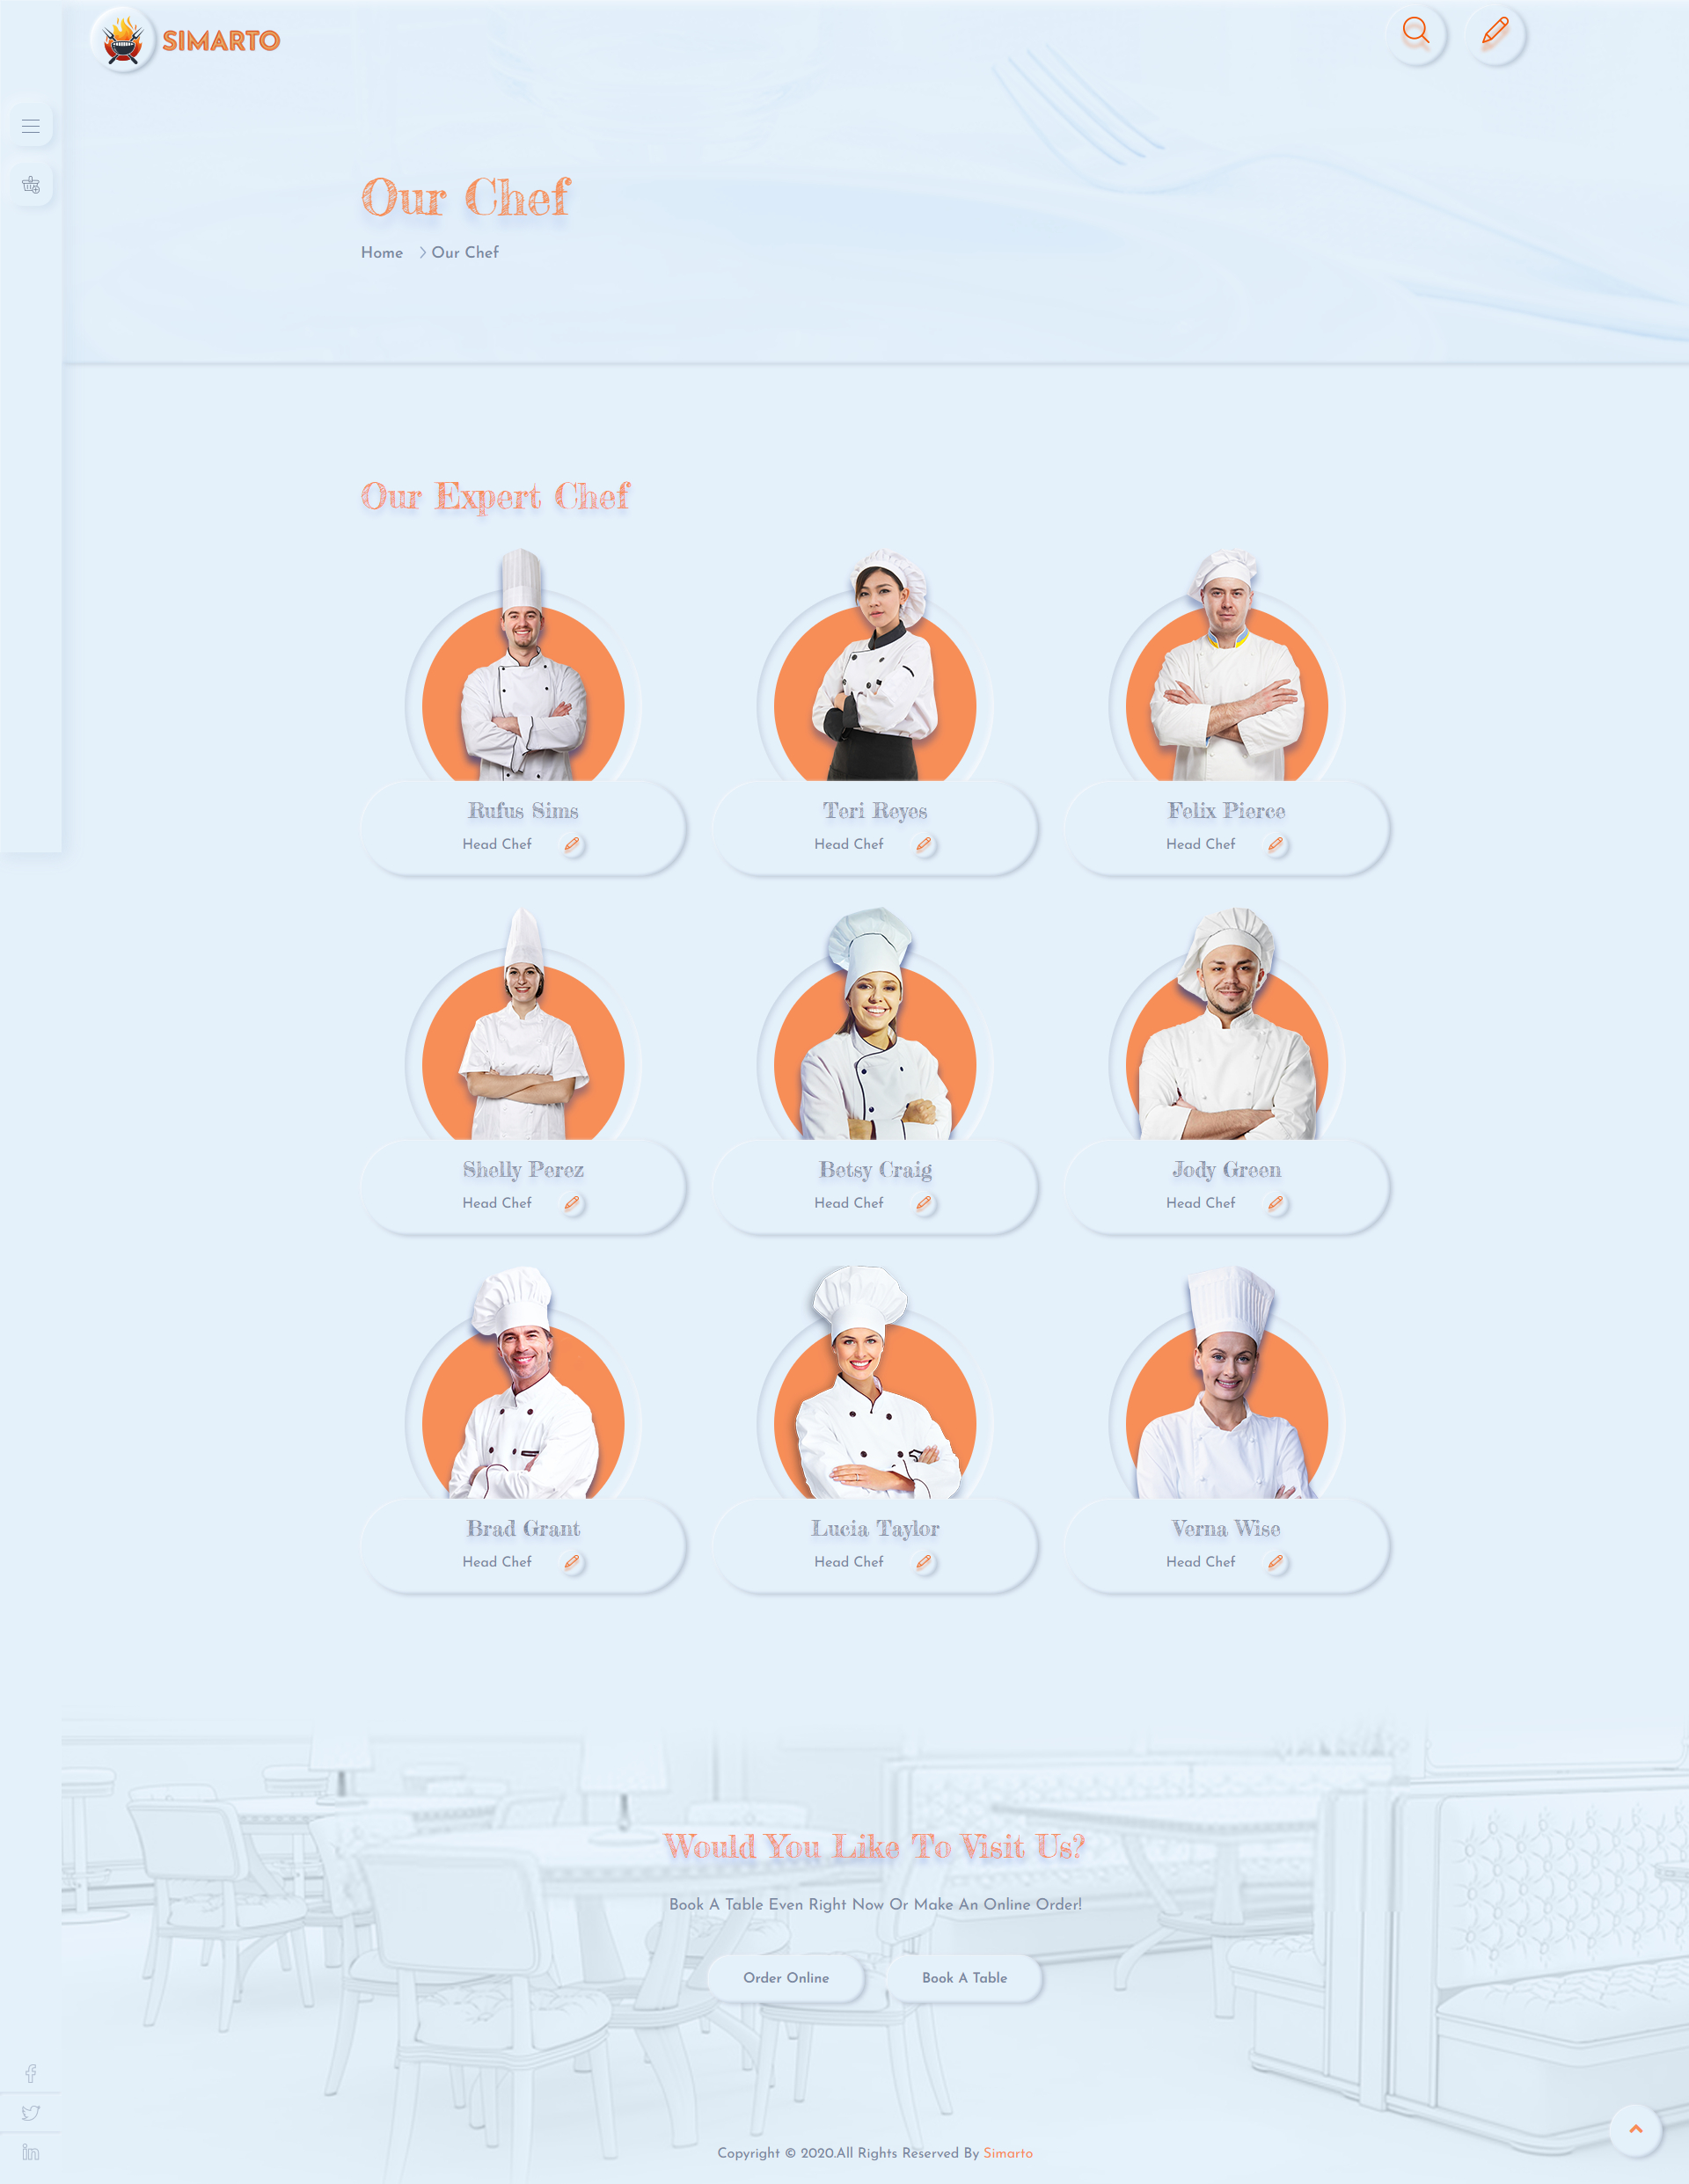 SIMARTO
Our Chef
Home
Our Chef
Our Expert Chef
Rufus Sims
Head Chef
Teri Reyes
Head Chef
Felix Pierce
Head Chef
Shelly Perez
Head Chef
Betsy Craig
Head Chef
Jody Green
Head Chef
Brad Grant
Head Chef
Lucia Taylor
Head Chef
Verna Wise
Head Chef
Would You Like To Visit Us?
Book A Table Even Right Now Or Make An Online Order!
Order Online
Book A Table
Copyright © 2020.All Rights Reserved By Simarto